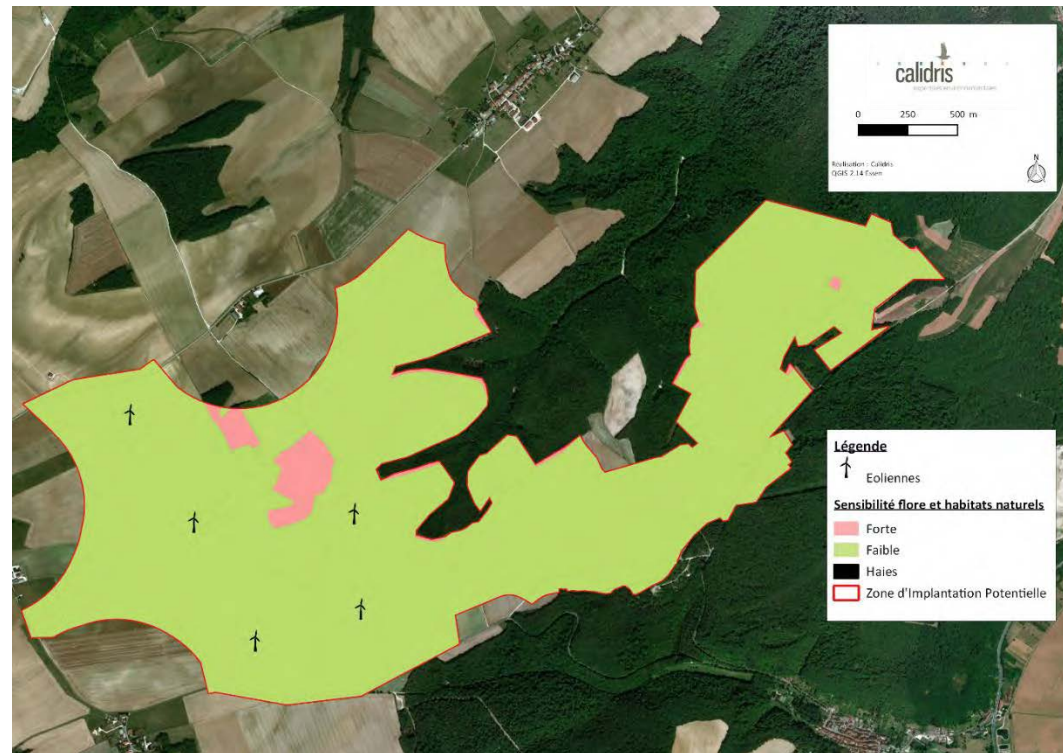 calidris
0 250 500 m
Réalisation : Calidris
QGIS 2.14 Essen
N
Légende
Eoliennes
Sensibilité flore et habitats naturels
Forte
Faible
Haies
Zone d'Implantation Potentielle